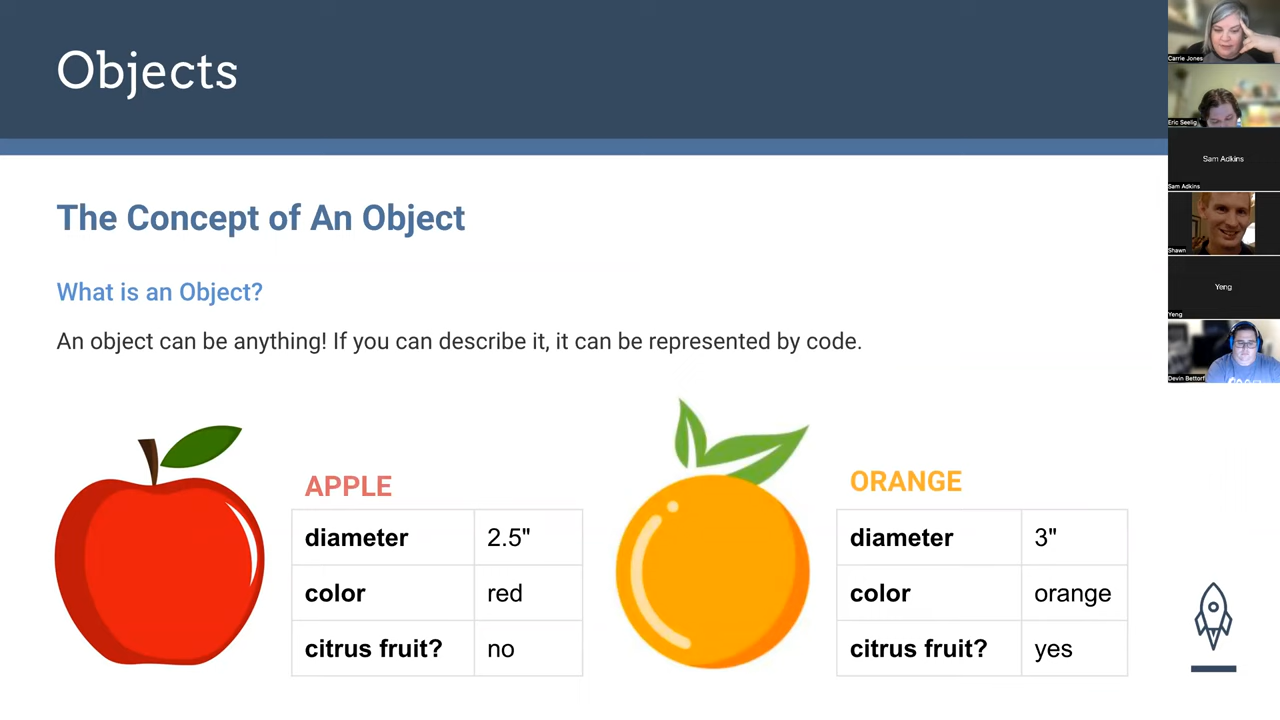 Objects
The Concept of An Object
What is an Object?
An object can be anything! If you can describe it, it can be represented by code.
APPLE
diameter 2.5"
color red
citrus fruit? no
ORANGE
diameter 3"
color orange
citrus fruit? yes
Carrie Jones
Eric Seelig
Sam Adkins
Sam Adkins
Shawn
Yeng
Yeng
Devin Bettorf